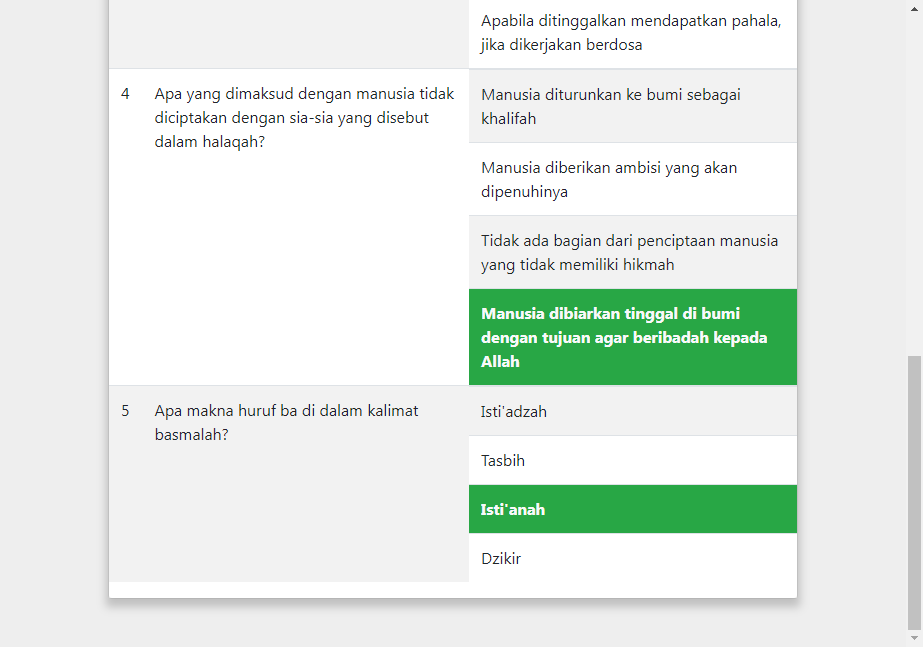 Apabila ditinggalkan mendapatkan pahala,
jika dikerjakan berdosa
4
Apa yang dimaksud dengan manusia tidak
diciptakan dengan sia-sia yang disebut
dalam halaqah?
Manusia diturunkan ke bumi sebagai
khalifah
Manusia diberikan ambisi yang akan
dipenuhinya
Tidak ada bagian dari penciptaan manusia
yang tidak memiliki hikmah
Manusia dibiarkan tinggal di bumi
dengan tujuan agar beribadah kepada
Allah
5
Apa makna huruf ba di dalam kalimat
basmalah?
Isti'adzah
Tasbih
Isti'anah
Dzikir